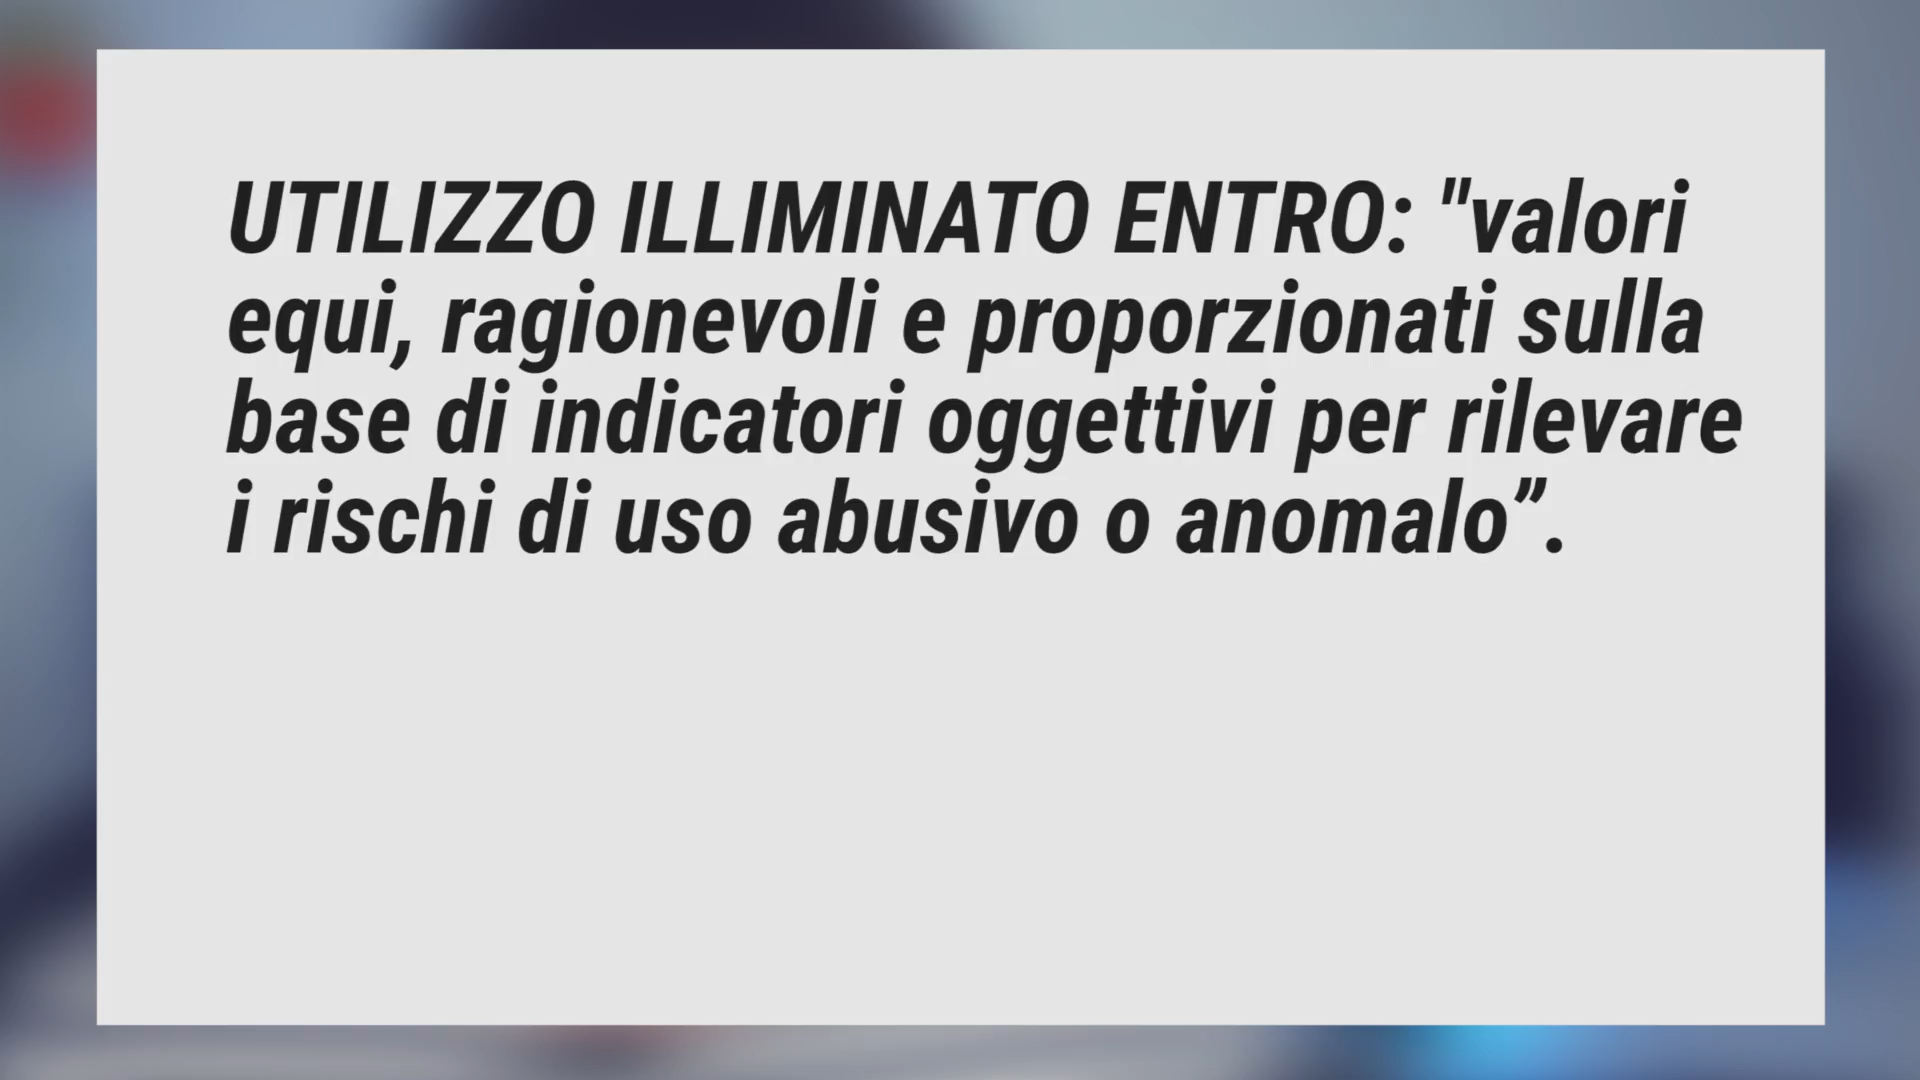 UTILIZZO ILLIMINATO ENTRO: "valori
equi, ragionevoli e proporzionati sulla
base di indicatori oggettivi per rilevare
i rischi di uso abusivo o anomalo”.